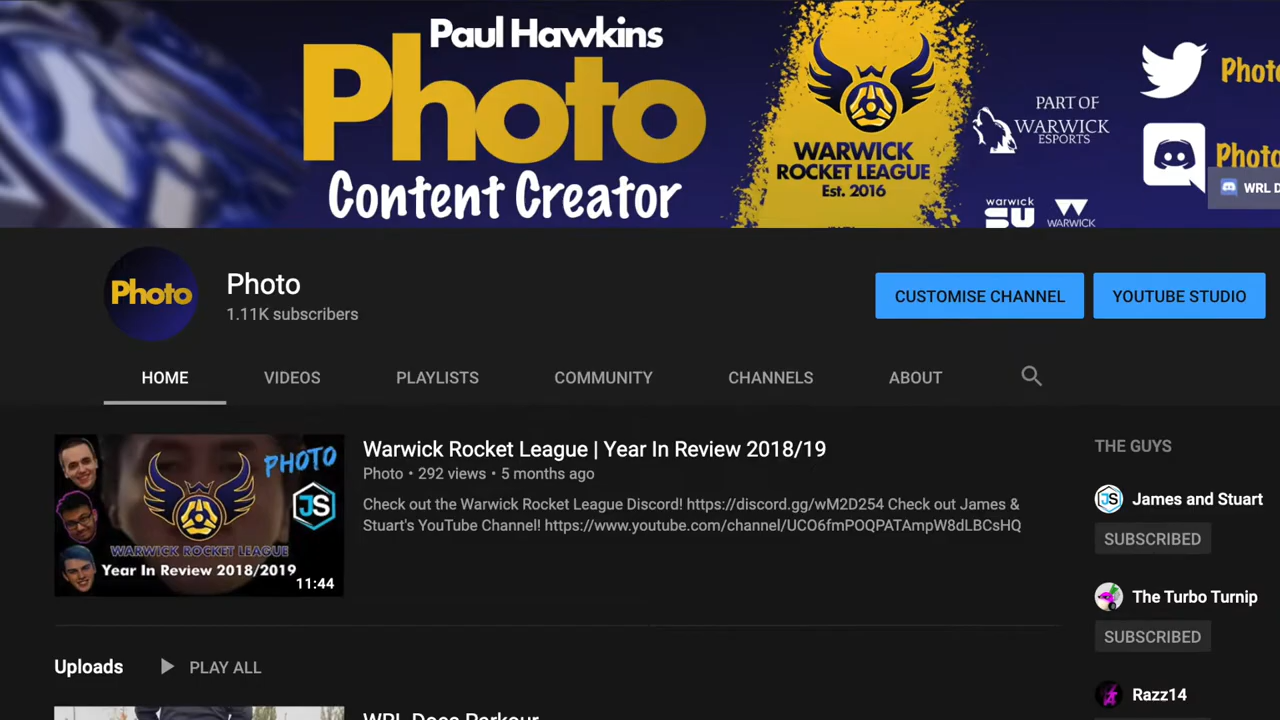 Paul Hawkins
Photo
Content Creator
WARWICK
ROCKET LEAGUE
Est. 2016
PART OF
WARWICK
ESPORTS
warwick
SU
WARWICK
Photo
Photo
WRL D
Photo
Photo
1.11K subscribers
CUSTOMISE CHANNEL
YOUTUBE STUDIO
HOME
VIDEOS
PLAYLISTS
COMMUNITY
CHANNELS
ABOUT
PHOTO
JS
WARWICK ROCKET LEAGUE
Year In Review 2018/2019
11:44
Warwick Rocket League | Year In Review 2018/19
Photo • 292 views • 5 months ago
Check out the Warwick Rocket League Discord! https://discord.gg/wM2D254 Check out James &
Stuart's YouTube Channel! https://www.youtube.com/channel/UCO6fmPOQPATAmpW8dLBCsHQ
THE GUYS
JS
James and Stuart
SUBSCRIBED
The Turbo Turnip
SUBSCRIBED
Razz14
Uploads
PLAY ALL
WRL Does Parkour